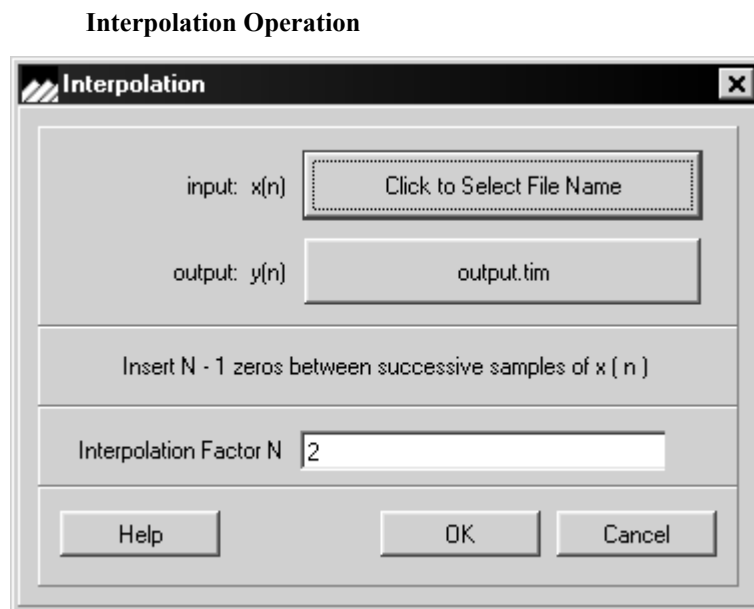 Interpolation Operation
Interpolation
input: x(n) Click to Select File Name
output: y(n) output.tim
Insert N - 1 zeros between successive samples of x ( n )
Interpolation Factor N 2
Help OK Cancel